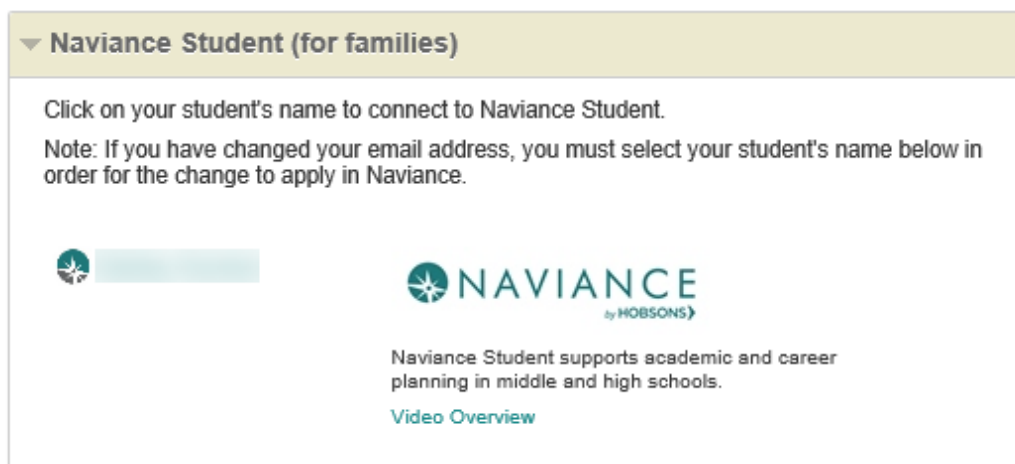 Naviance Student (for families)
Click on your student's name to connect to Naviance Student.
Note: If you have changed your email address, you must select your student's name below in
order for the change to apply in Naviance.
NAVIANCE
by HOBSONS
Naviance Student supports academic and career
planning in middle and high schools.
Video Overview